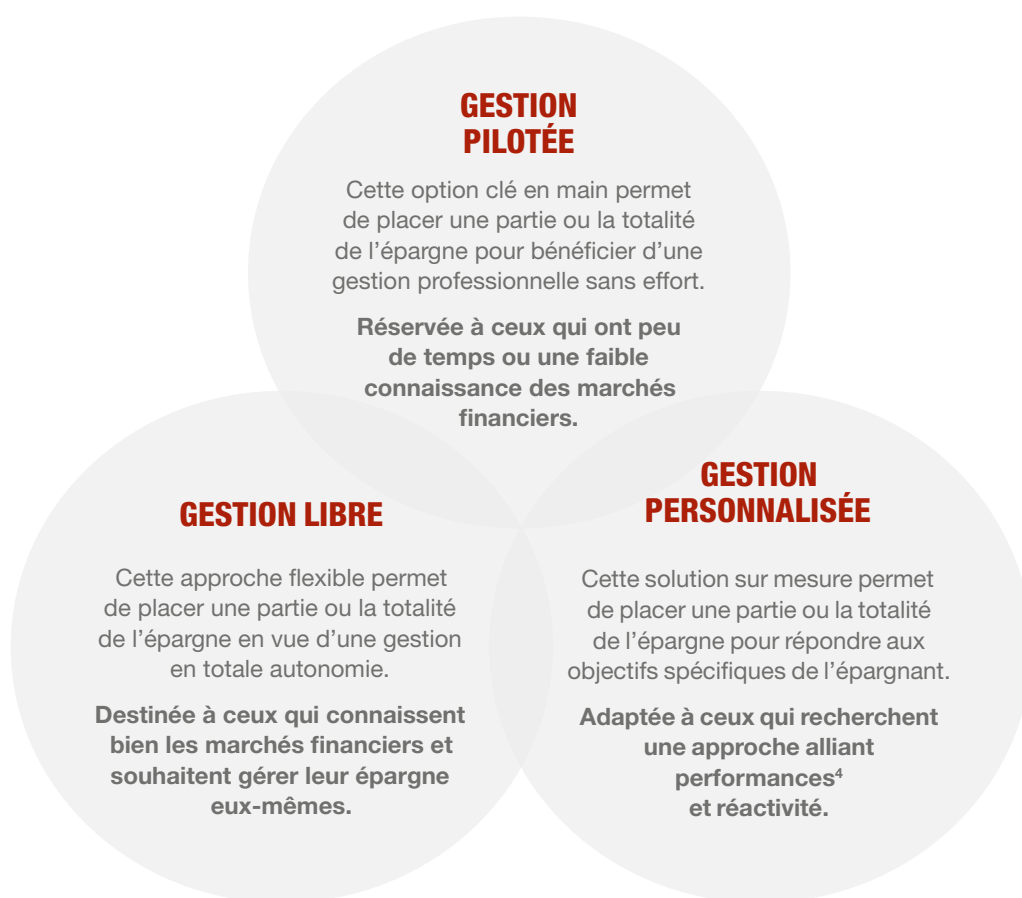 GESTION
PILOTÉE
Cette option clé en main permet
de placer une partie ou la totalité
de l’épargne pour bénéficier d’une
gestion professionnelle sans effort.
Réservée à ceux qui ont peu
de temps ou une faible
connaissance des marchés
financiers.
GESTION LIBRE
Cette approche flexible permet
de placer une partie ou la totalité
de l’épargne en vue d’une gestion
en totale autonomie.
Destinée à ceux qui connaissent
bien les marchés financiers et
souhaitent gérer leur épargne
eux-mêmes.
GESTION
PERSONNALISÉE
Cette solution sur mesure permet
de placer une partie ou la totalité
de l’épargne pour répondre aux
objectifs spécifiques de l’épargnant.
Adaptée à ceux qui recherchent
une approche alliant
performances⁴
et réactivité.